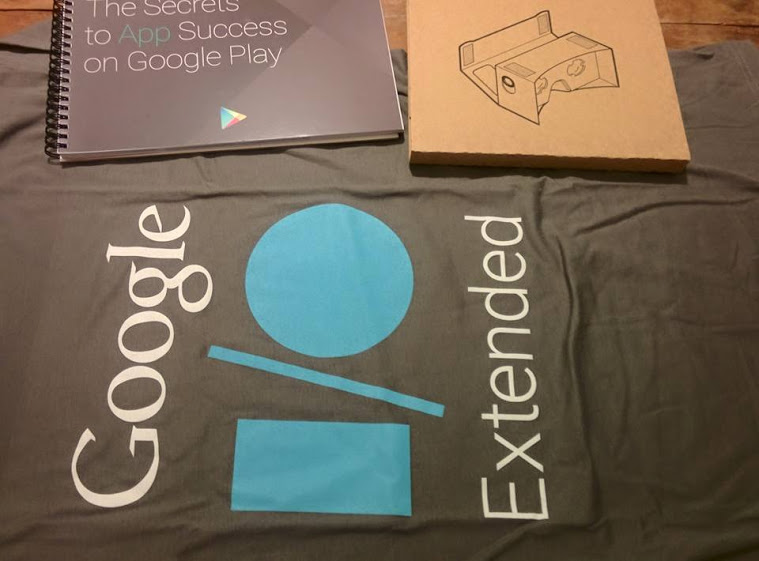 The Secrets
to App Success
on Google Play
Google
I/O
Extended